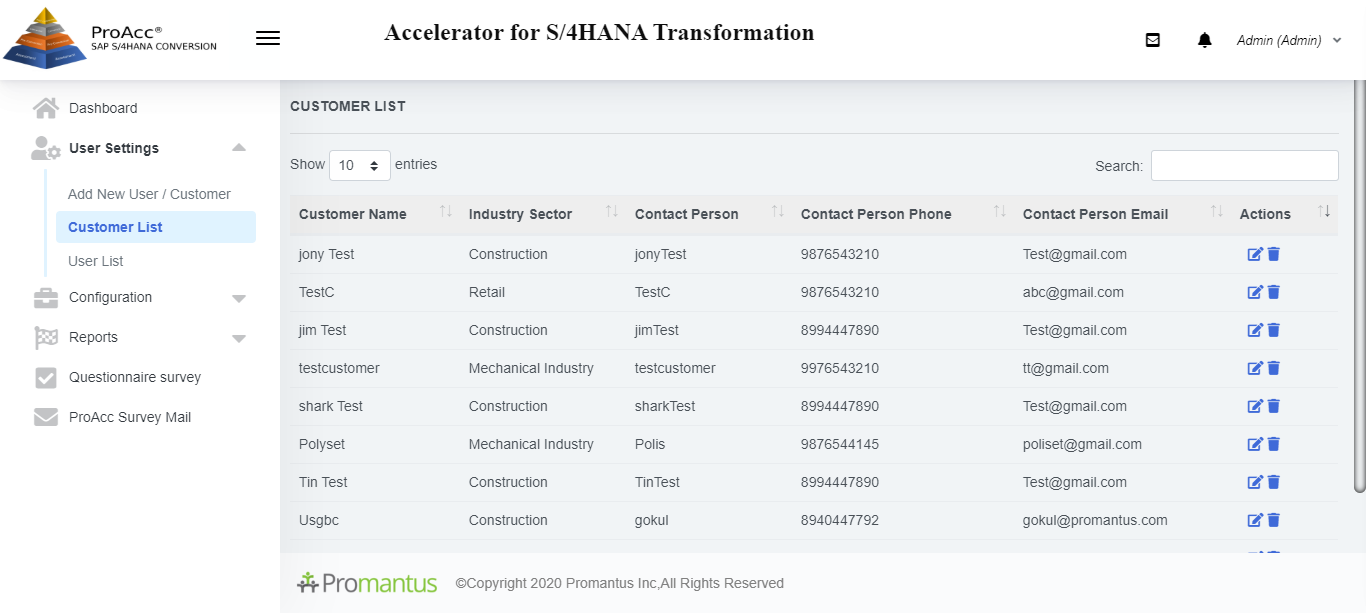 ProAcc®
SAP S/4HANA CONVERSION
Accelerator for S/4HANA Transformation
Admin (Admin)
Dashboard
User Settings
Add New User / Customer
Customer List
User List
Configuration
Reports
Questionnaire survey
ProAcc Survey Mail
CUSTOMER LIST
Show 10 entries
Search:
Customer Name Industry Sector Contact Person Contact Person Phone Contact Person Email Actions
jony Test Construction jonyTest 9876543210 Test@gmail.com
TestC Retail TestC 9876543210 abc@gmail.com
jim Test Construction jimTest 8994447890 Test@gmail.com
testcustomer Mechanical Industry testcustomer 9976543210 tt@gmail.com
shark Test Construction sharkTest 8994447890 Test@gmail.com
Polyset Mechanical Industry Polis 9876544145 poliset@gmail.com
Tin Test Construction TinTest 8994447890 Test@gmail.com
Usgbc Construction gokul 8940447792 gokul@promantus.com
Promantus ©Copyright 2020 Promantus Inc,All Rights Reserved